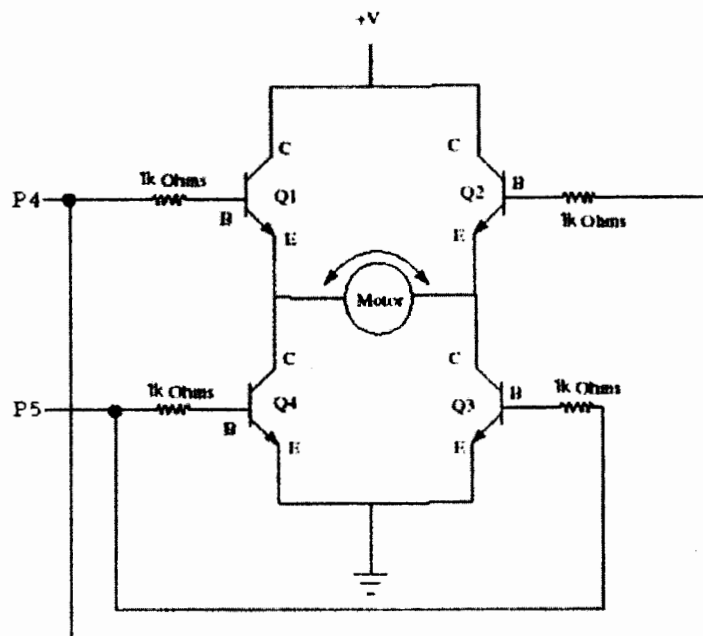 +V
C C
1k Ohms
P4 Q1 Q2 B
B 1k Ohms
E E
Motor
C C
1k Ohms 1k Ohms
P5 Q4 Q3 B
B
E E